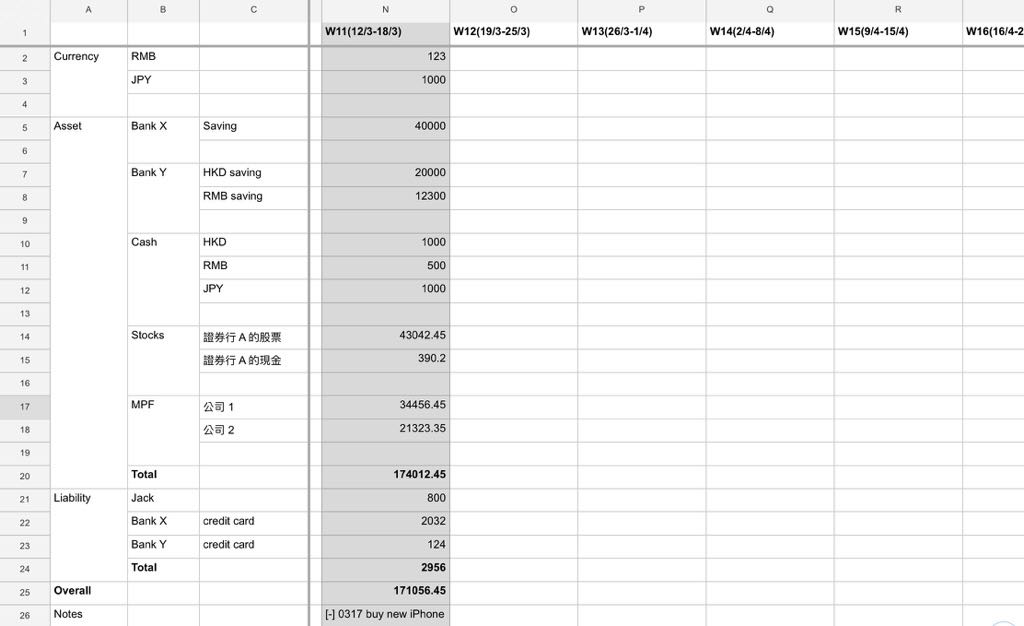 A B C N O P Q R
1 W11(12/3-18/3) W12(19/3-25/3) W13(26/3-1/4) W14(2/4-8/4) W15(9/4-15/4) W16(16/4-2
2 Currency RMB 123
3 JPY 1000
4
5 Asset Bank X Saving 40000
6
7 Bank Y HKD saving 20000
8 RMB saving 12300
9
10 Cash HKD 1000
11 RMB 500
12 JPY 1000
13
14 Stocks 證券行 A 的股票 43042.45
15 證券行 A 的現金 390.2
16
17 MPF 公司 1 34456.45
18 公司 2 21323.35
19
20 Total 174012.45
21 Liability Jack 800
22 Bank X credit card 2032
23 Bank Y credit card 124
24 Total 2956
25 Overall 171056.45
26 Notes [-] 0317 buy new iPhone